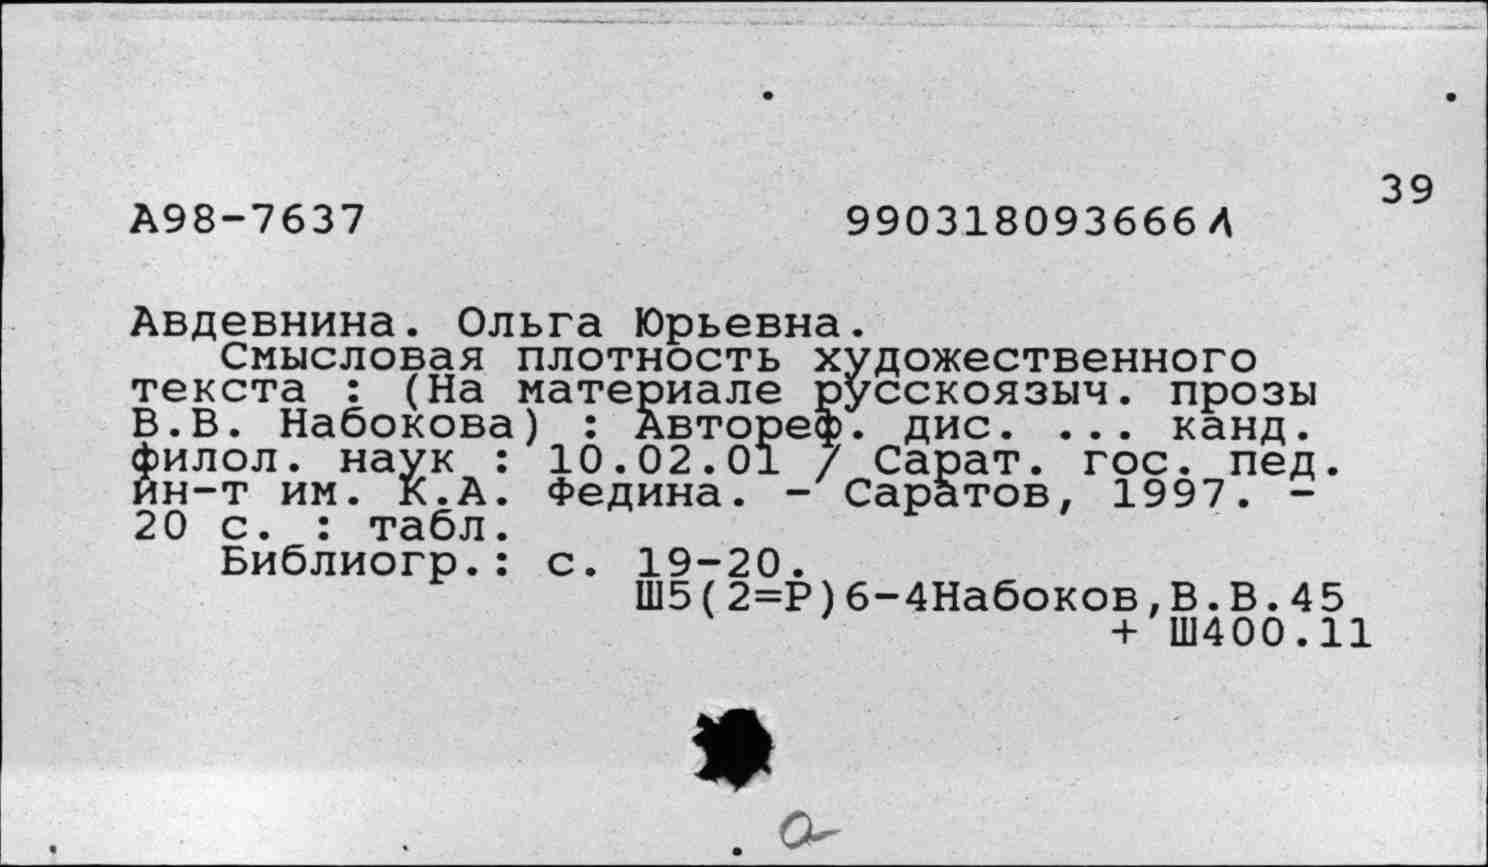 39
А98-7637 990318093666Л
Авдевнина. Ольга Юрьевна.
Смысловая плотность художественного
текста : (На материале русскоязыч. прозы
В.В. Набокова) : Автореф. дис. ... канд.
филол. наук : 10.02.01 / Сарат. гос. пед.
ин-т им. К.А. Федина. - Саратов, 1997. -
20 с. : табл.
Библиогр.: с. 19-20.
Ш5(2=Р)6-4Набоков,В.В.45
+ Ш400.11